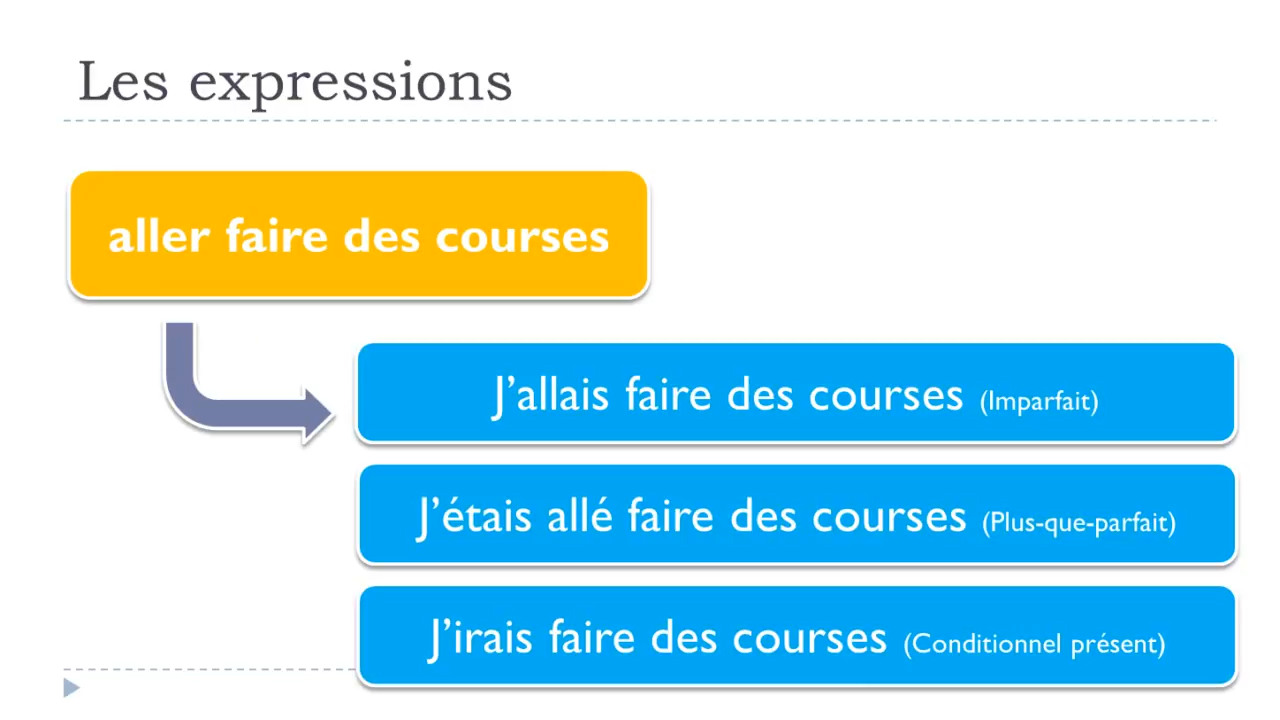 Les expressions
aller faire des courses
J’allais faire des courses (Imparfait)
J’étais allé faire des courses (Plus-que-parfait)
J’irais faire des courses (Conditionnel présent)